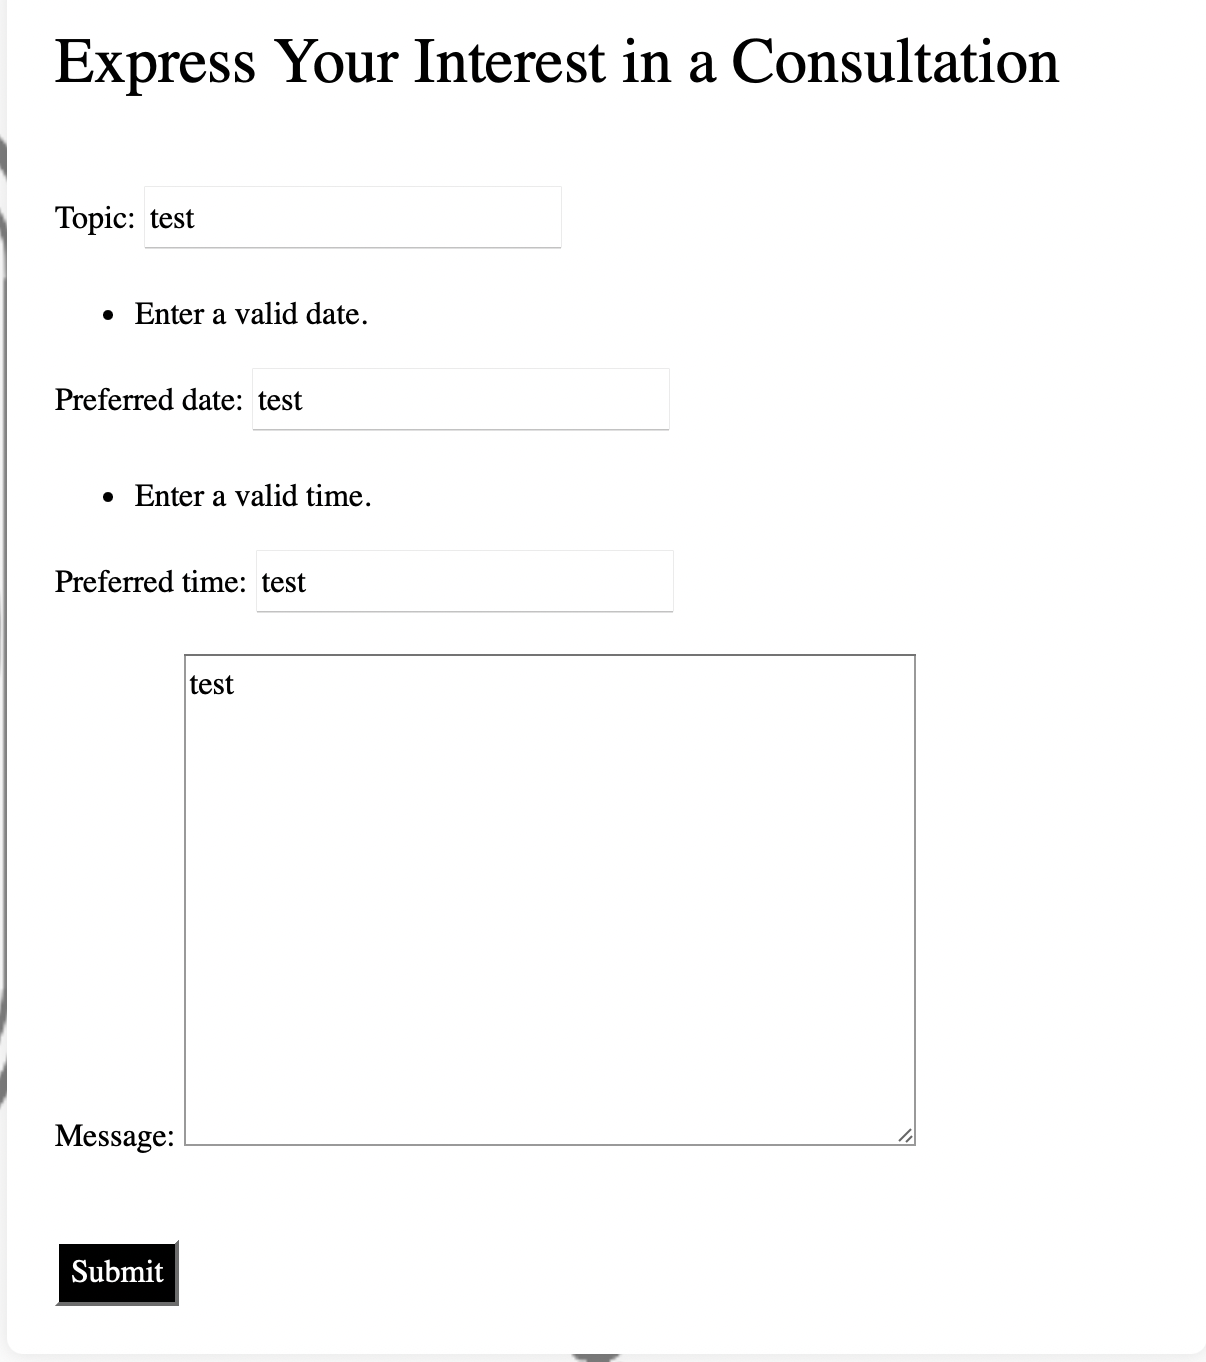 Express Your Interest in a Consultation
Topic: test
• Enter a valid date.
Preferred date: test
• Enter a valid time.
Preferred time: test
test
Message:
Submit